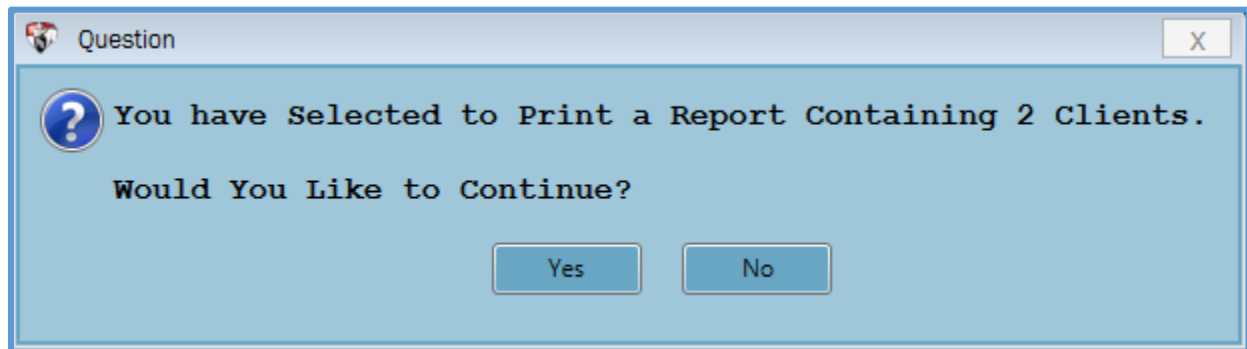 Question
X
You have Selected to Print a Report Containing 2 Clients.
Would You Like to Continue?
Yes No